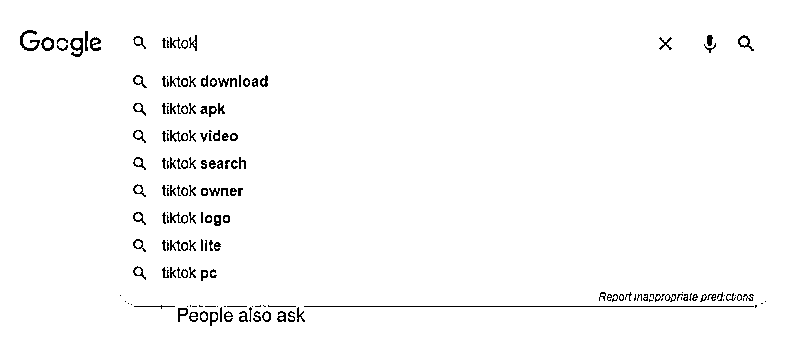 Google
tiktok
tiktok download
tiktok apk
tiktok video
tiktok search
tiktok owner
tiktok logo
tiktok lite
tiktok pc
Report inappropriate predictions
People also ask